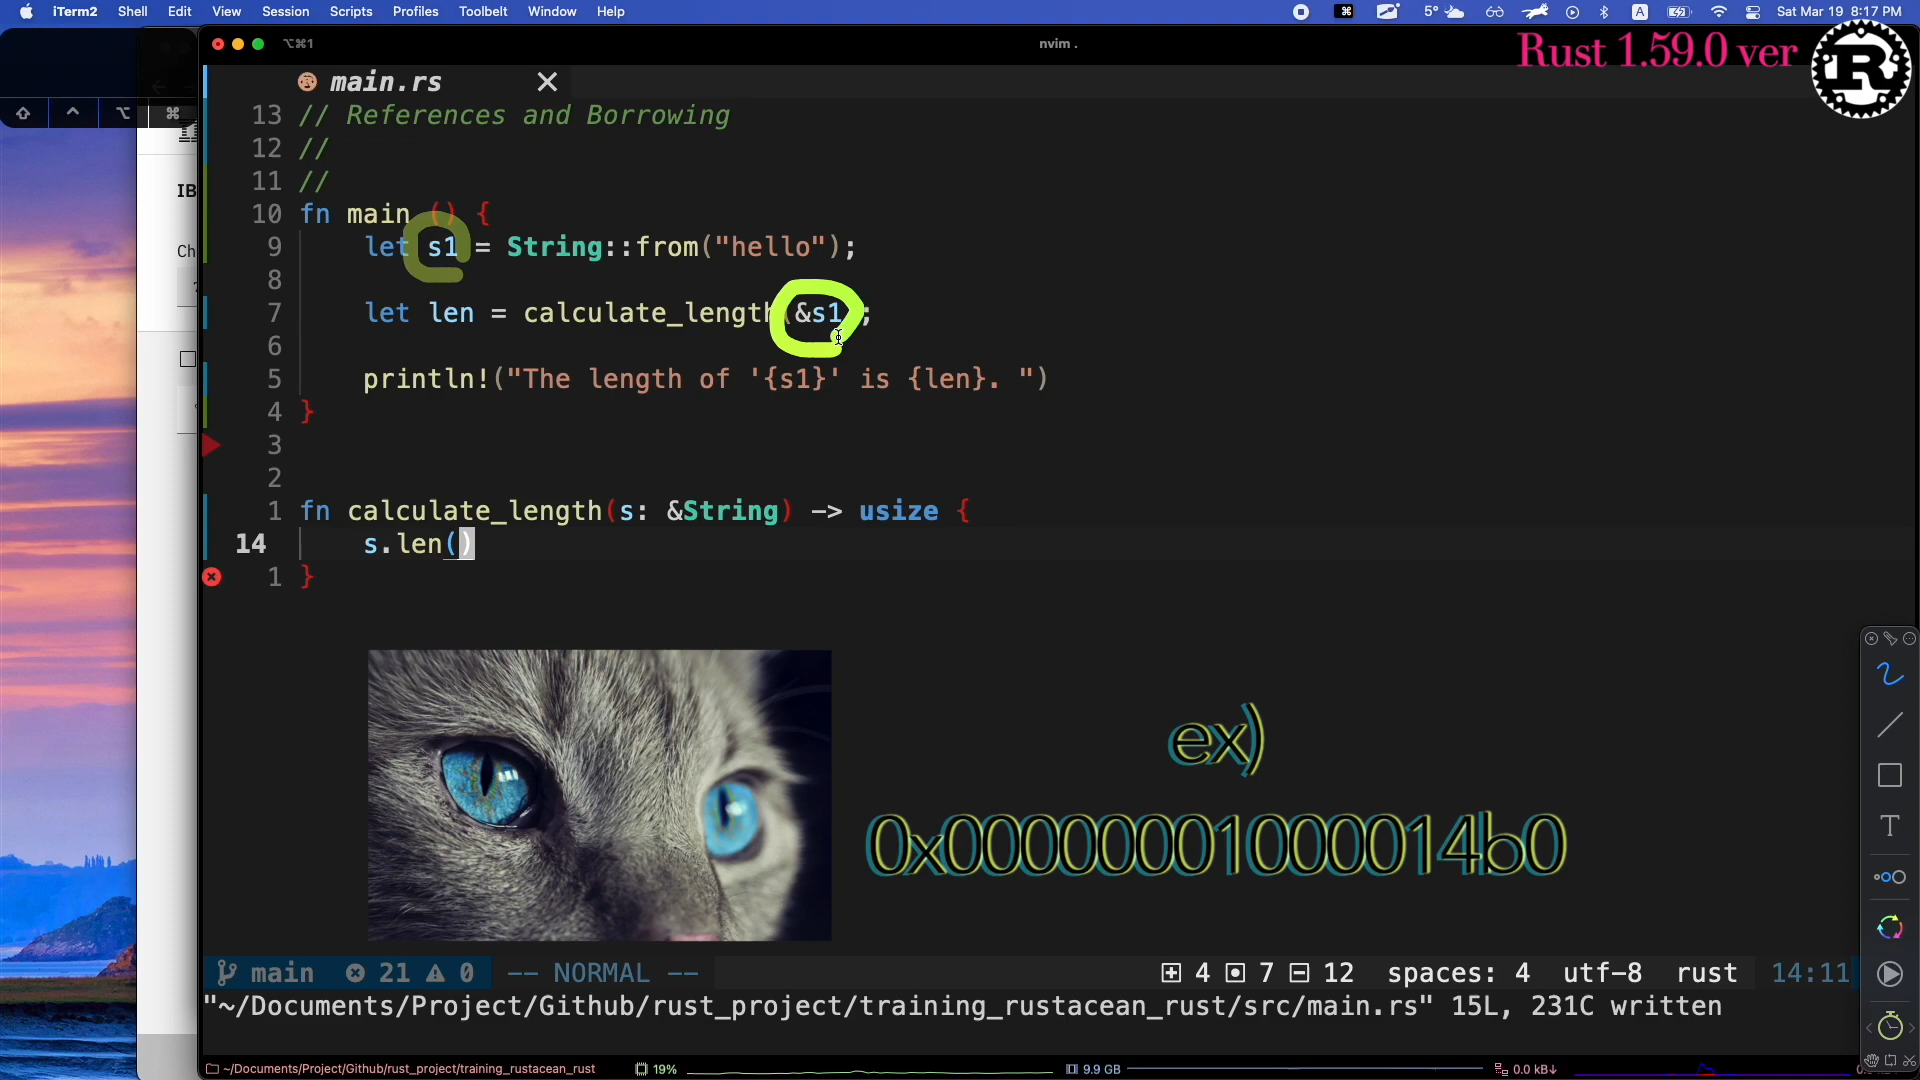 iTerm2 Shell Edit View Session Scripts Profiles Toolbelt Window Help
5° A Sat Mar 19 8:17 PM
⌥⌘1 nvim .
Rust 1.59.0 ver
R
main.rs
IB
Ch
13 // References and Borrowing
12 //
11 //
10 fn main () {
9 let s1 = String::from("hello");
8
7 let len = calculate_length(&s1);
6
5 println!("The length of '{s1}' is {len}. ")
4 }
3
2
1 fn calculate_length(s: &String) -> usize {
14 s.len()
1 }
ex)
0x00000001000014b0
main 21 0 -- NORMAL -- 4 7 12 spaces: 4 utf-8 rust 14:11
"~/Documents/Project/Github/rust_project/training_rustacean_rust/src/main.rs" 15L, 231C written
~/Documents/Project/Github/rust_project/training_rustacean_rust 19% 9.9 GB 0.0 kB↓
T